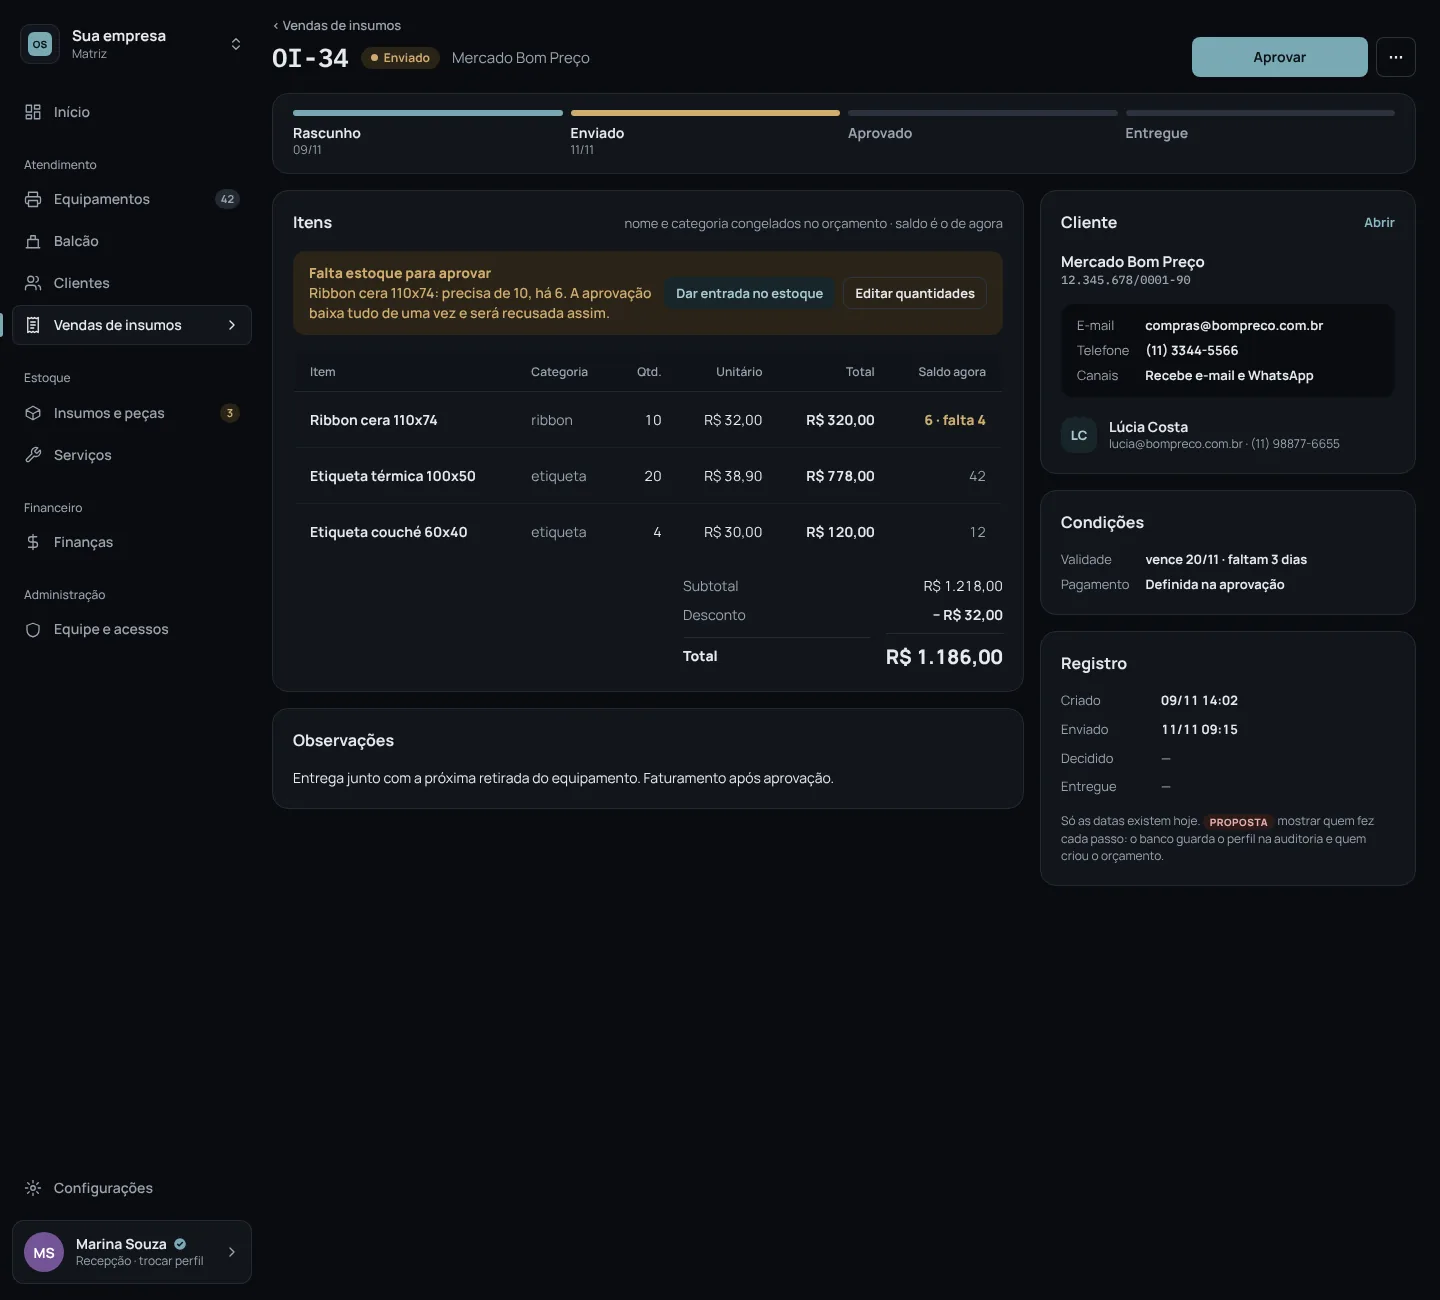 OS
Sua empresa
Matriz
Início
Atendimento
Equipamentos 42
Balcão
Clientes
Vendas de insumos
Estoque
Insumos e peças 3
Serviços
Financeiro
Finanças
Administração
Equipe e acessos
Configurações
MS
Marina Souza
Recepção · trocar perfil
‹ Vendas de insumos
OI-34 Enviado Mercado Bom Preço
Aprovar
Rascunho
09/11
Enviado
11/11
Aprovado
Entregue
Itens
nome e categoria congelados no orçamento · saldo é o de agora
Falta estoque para aprovar
Ribbon cera 110x74: precisa de 10, há 6. A aprovação
baixa tudo de uma vez e será recusada assim.
Dar entrada no estoque
Editar quantidades
Item Categoria Qtd. Unitário Total Saldo agora
Ribbon cera 110x74 ribbon 10 R$ 32,00 R$ 320,00 6 · falta 4
Etiqueta térmica 100x50 etiqueta 20 R$ 38,90 R$ 778,00 42
Etiqueta couché 60x40 etiqueta 4 R$ 30,00 R$ 120,00 12
Subtotal R$ 1.218,00
Desconto – R$ 32,00
Total R$ 1.186,00
Observações
Entrega junto com a próxima retirada do equipamento. Faturamento após aprovação.
Cliente Abrir
Mercado Bom Preço
12.345.678/0001-90
E-mail compras@bompreco.com.br
Telefone (11) 3344-5566
Canais Recebe e-mail e WhatsApp
LC
Lúcia Costa
lucia@bompreco.com.br · (11) 98877-6655
Condições
Validade vence 20/11 · faltam 3 dias
Pagamento Definida na aprovação
Registro
Criado 09/11 14:02
Enviado 11/11 09:15
Decidido —
Entregue —
Só as datas existem hoje. PROPOSTA mostrar quem fez
cada passo: o banco guarda o perfil na auditoria e quem
criou o orçamento.